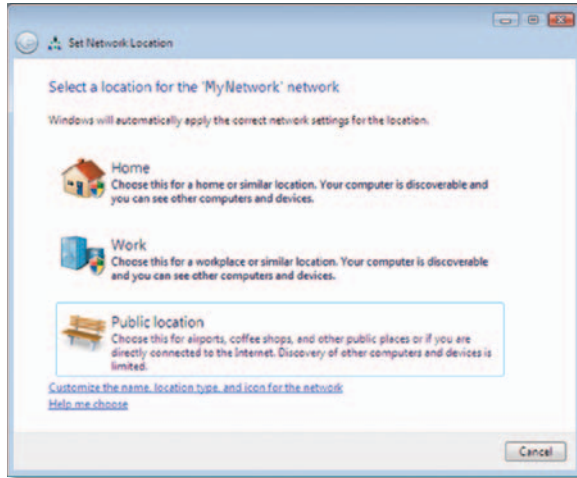 Set Network Location
Select a location for the 'MyNetwork' network
Windows will automatically apply the correct network settings for the location.
Home
Choose this for a home or similar location. Your computer is discoverable and
you can see other computers and devices.
Work
Choose this for a workplace or similar location. Your computer is discoverable
and you can see other computers and devices.
Public location
Choose this for airports, coffee shops, and other public places or if you are
directly connected to the Internet. Discovery of other computers and devices is
limited.
Customize the name, location type, and icon for the network
Help me choose
Cancel